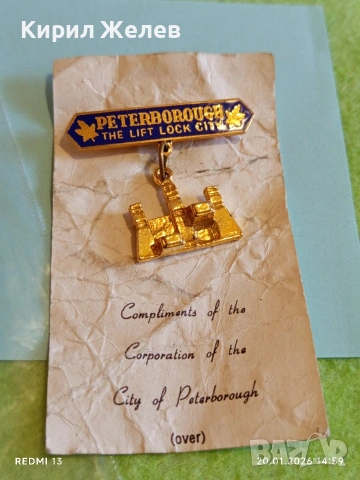 Кирил Желев
PETERBOROUGH
THE LIFT LOCK CITY
Compliments of the
Corporation of the
City of Peterborough
(over)
REDMI 13
20.01.2026 14:59
BAZAR